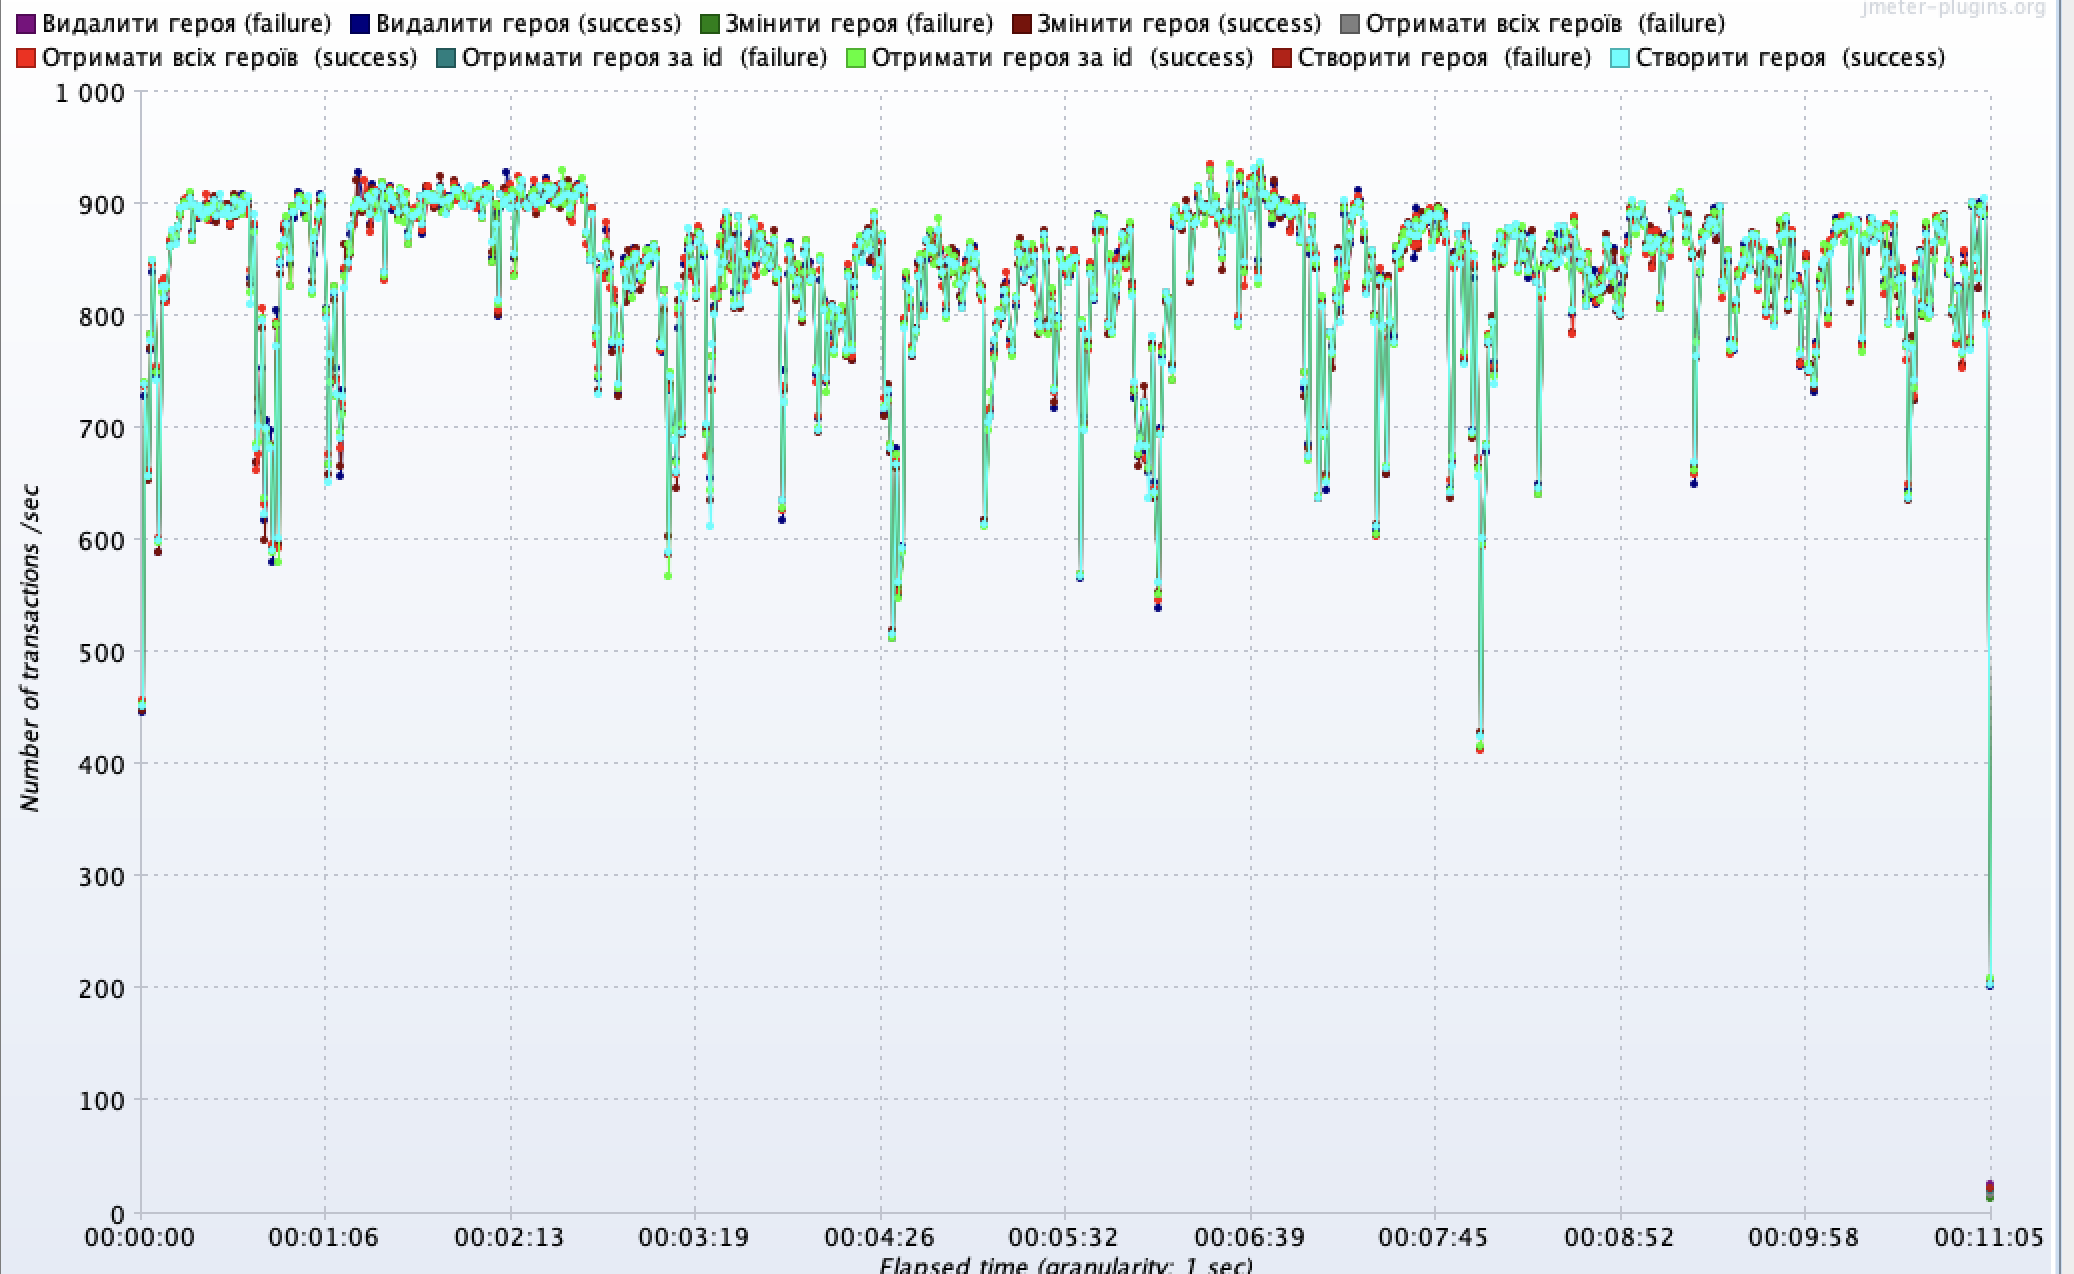 jmeter-plugins.org
Видалити героя (failure) Видалити героя (success) Змінити героя (failure) Змінити героя (success) Отримати всіх героїв (failure)
Отримати всіх героїв (success) Отримати героя за id (failure) Отримати героя за id (success) Створити героя (failure) Створити героя (success)
1 000
900
800
700
600
500
400
300
200
100
0
Number of transactions /sec
00:00:00 00:01:06 00:02:13 00:03:19 00:04:26 00:05:32 00:06:39 00:07:45 00:08:52 00:09:58 00:11:05
Elapsed time (granularity: 1 sec)